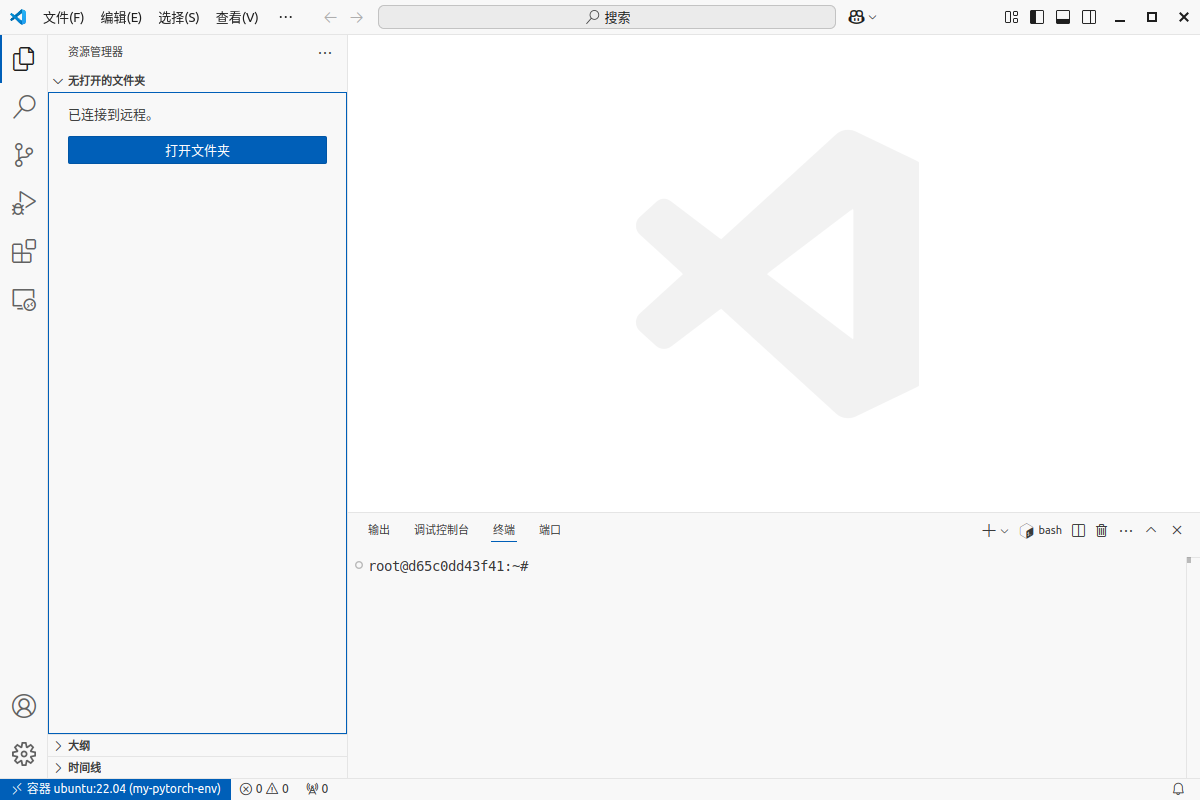 文件(F) 编辑(E) 选择(S) 查看(V) ··· 搜索
资源管理器
无打开的文件夹
已连接到远程。
打开文件夹
输出 调试控制台 终端 端口 bash
root@d65c0dd43f41:~#
大纲
时间线
容器 ubuntu:22.04 (my-pytorch-env) 0 0 0